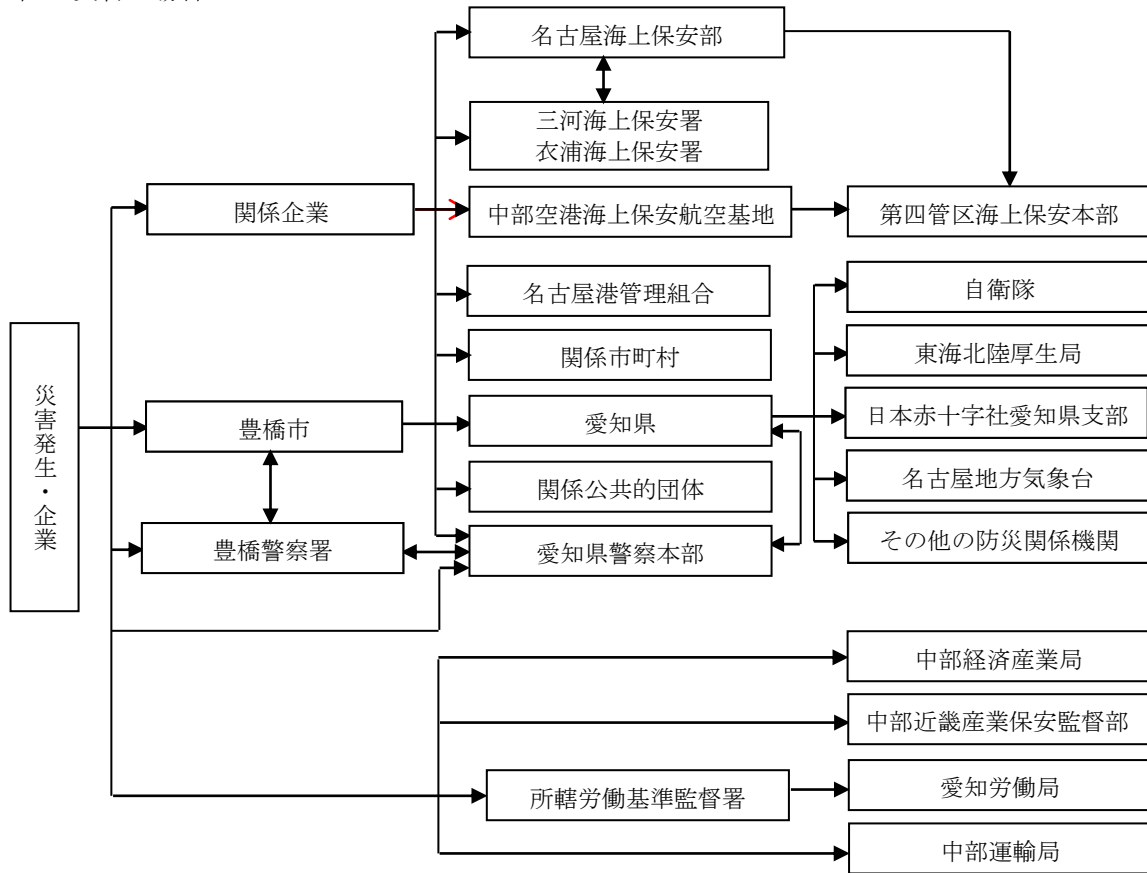 名古屋海上保安部
三河海上保安署
衣浦海上保安署
関係企業
中部空港海上保安航空基地
第四管区海上保安本部
名古屋港管理組合
自衛隊
関係市町村
東海北陸厚生局
災害発生・企業
豊橋市
愛知県
日本赤十字社愛知県支部
関係公共的団体
名古屋地方気象台
豊橋警察署
愛知県警察本部
その他の防災関係機関
中部経済産業局
中部近畿産業保安監督部
所轄労働基準監督署
愛知労働局
中部運輸局